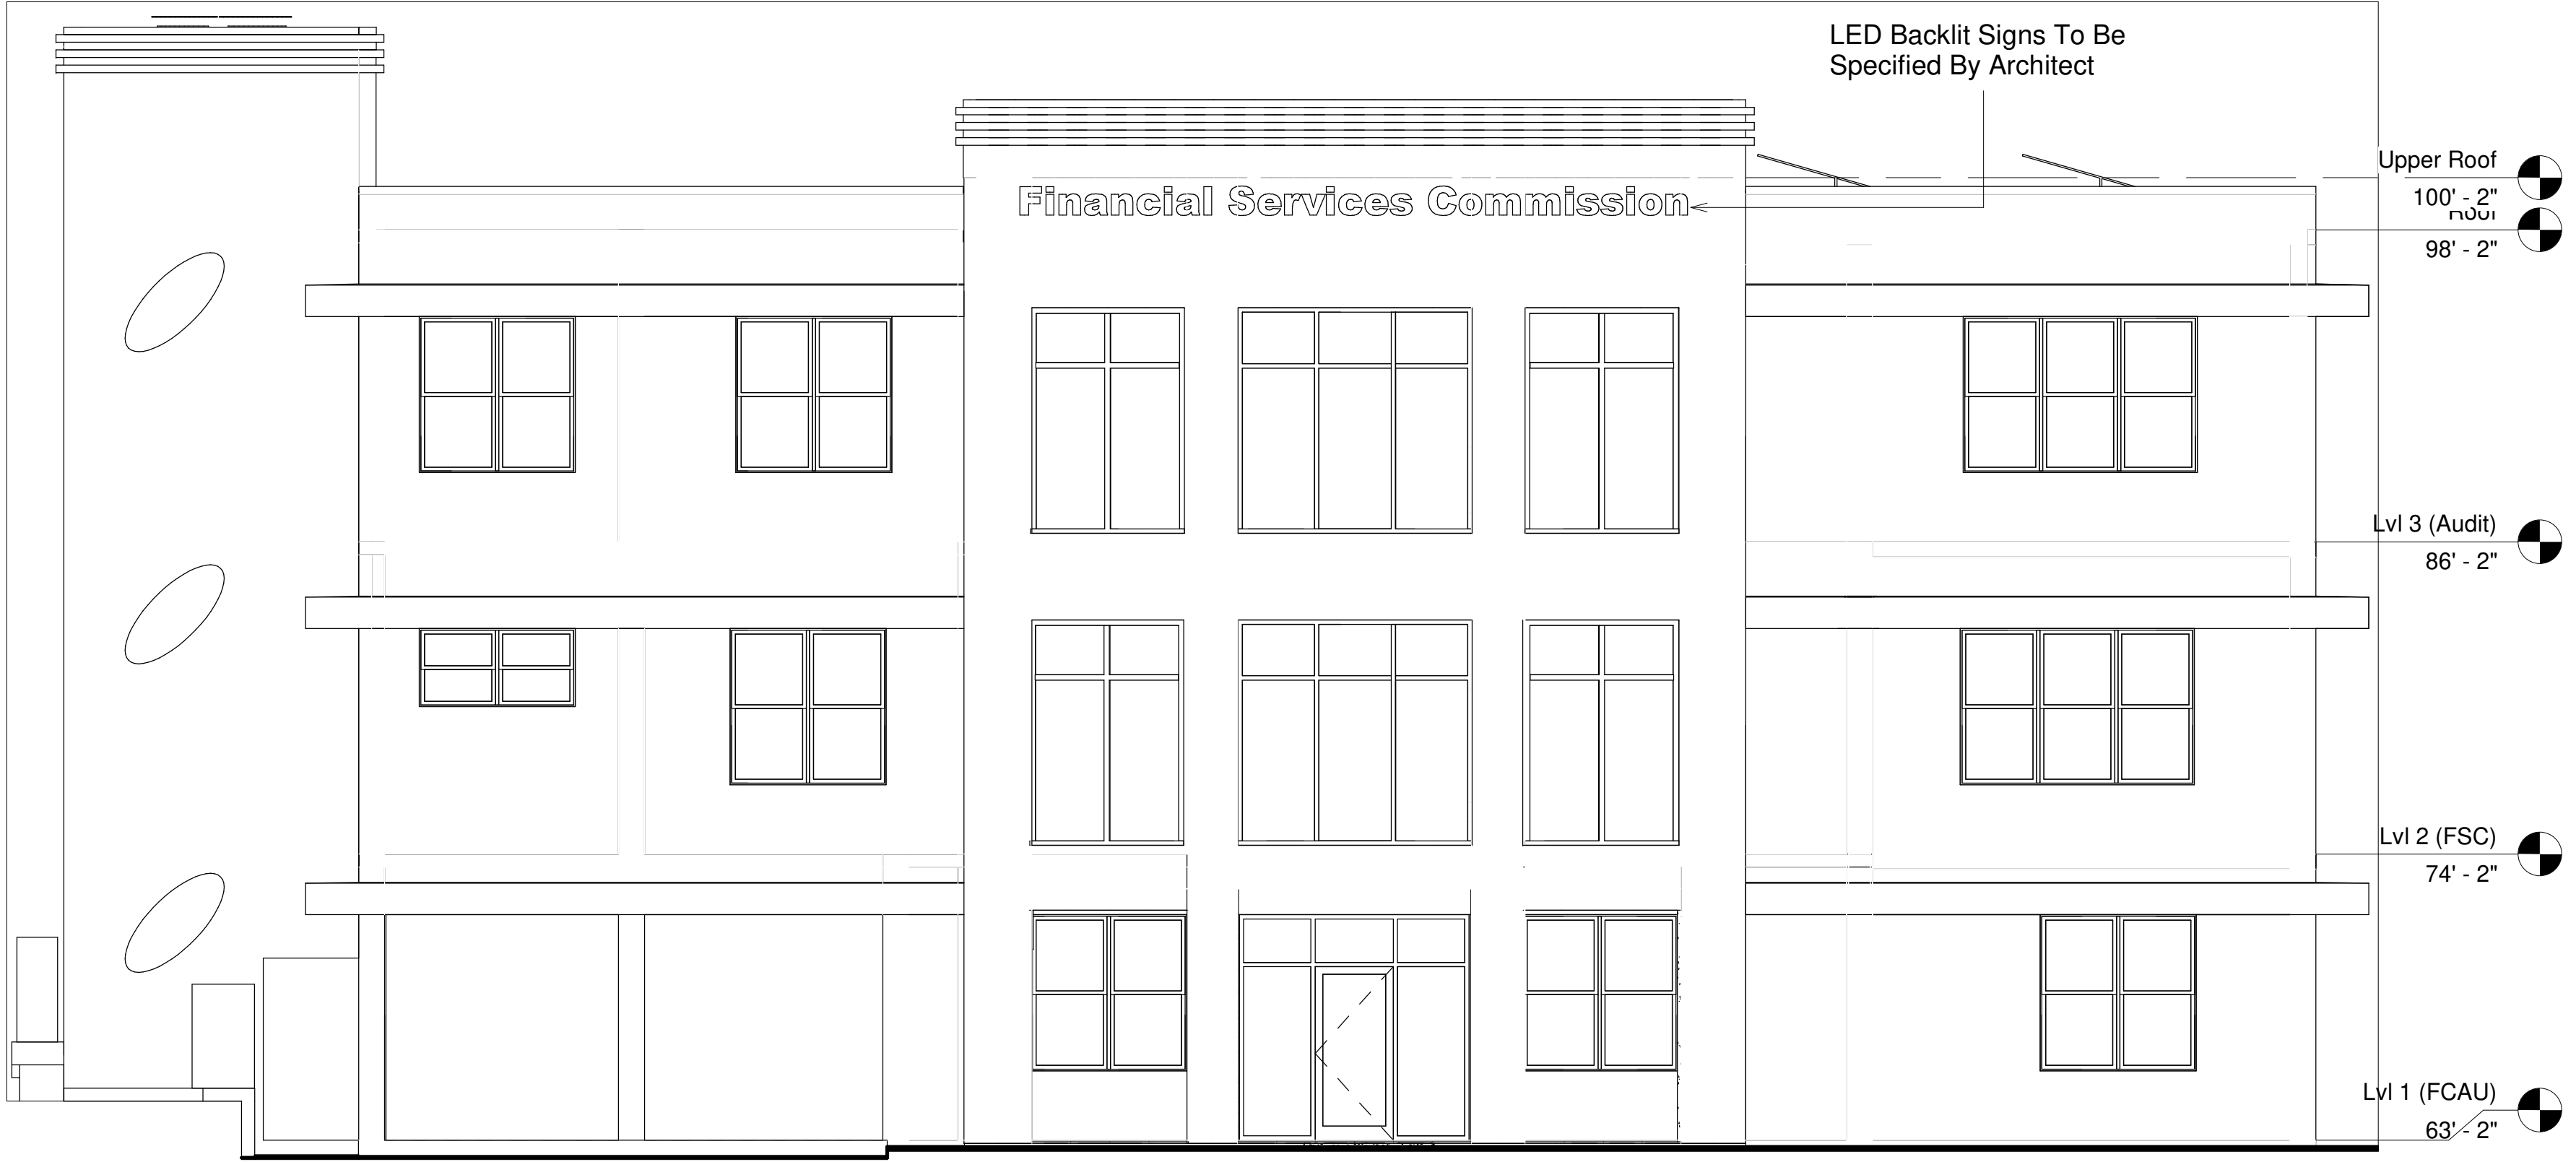 LED Backlit Signs To Be
Specified By Architect
Financial Services Commission
Upper Roof
100' - 2"
Roof
98' - 2"
Lvl 3 (Audit)
86' - 2"
Lvl 2 (FSC)
74' - 2"
Lvl 1 (FCAU)
63' - 2"